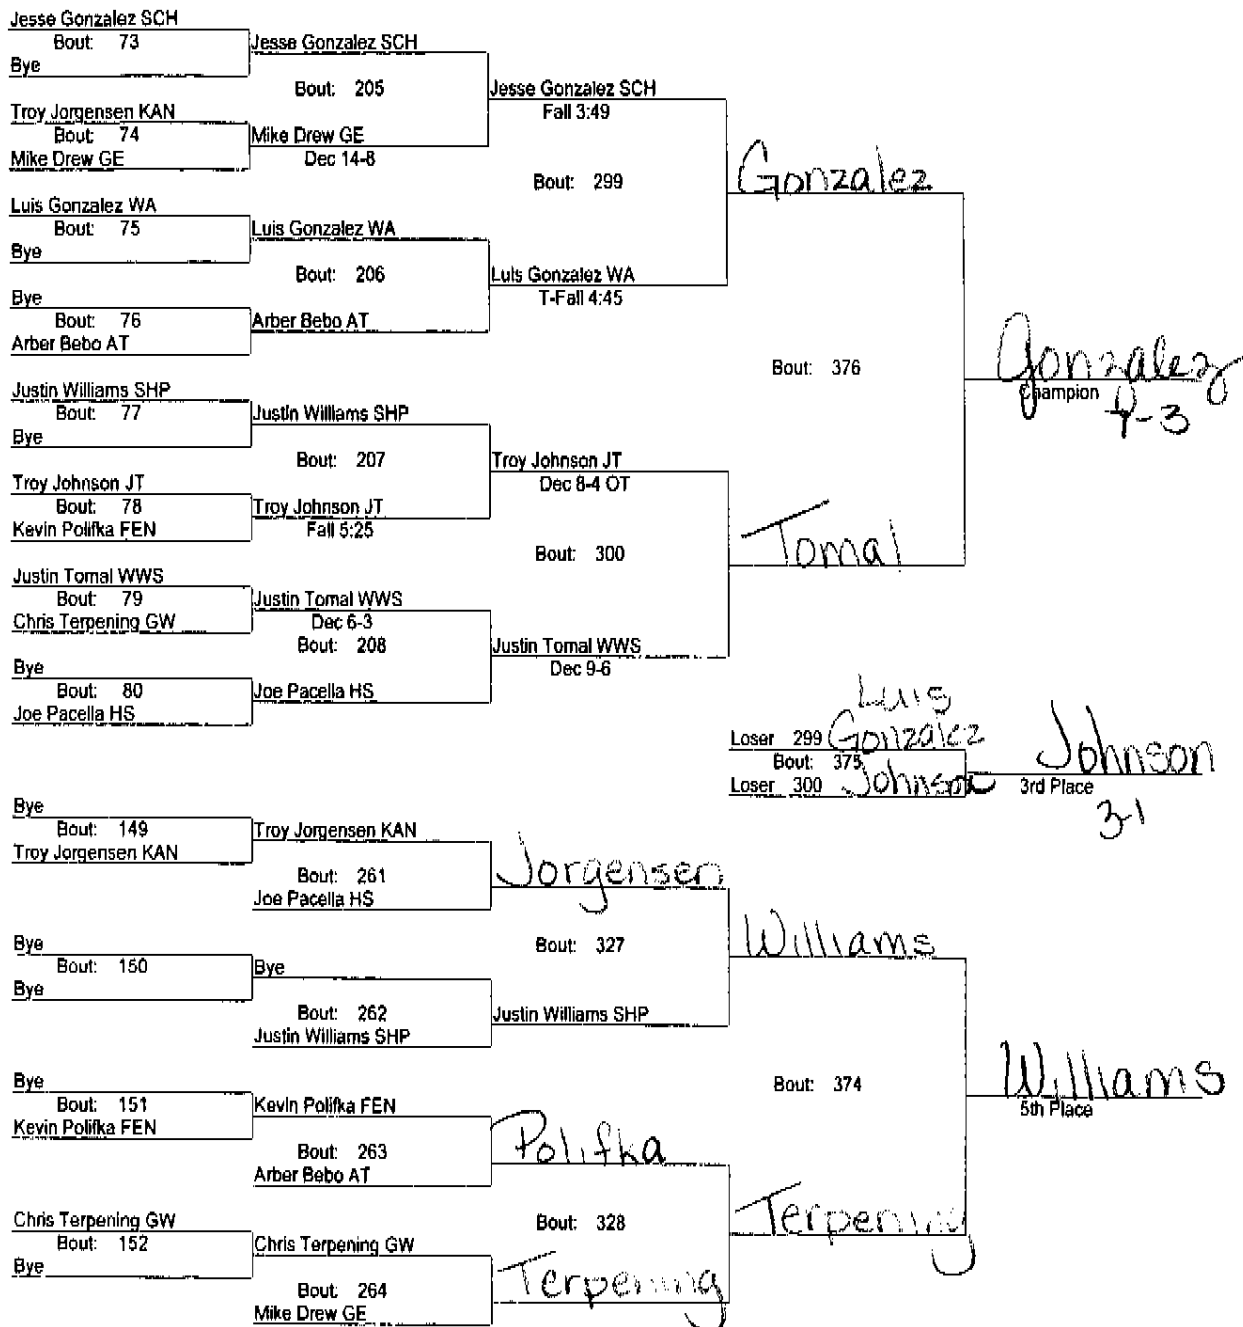 Jesse Gonzalez SCH
Bout: 73
Bye
Jesse Gonzalez SCH
Bout: 205
Troy Jorgensen KAN
Bout: 74
Mike Drew GE
Mike Drew GE
Dec 14-8
Jesse Gonzalez SCH
Fall 3:49
Bout: 299
Luis Gonzalez WA
Bout: 75
Bye
Luis Gonzalez WA
Bout: 206
Bye
Bout: 76
Arber Bebo AT
Arber Bebo AT
Luis Gonzalez WA
T-Fall 4:45
Gonzalez
Bout: 376
Justin Williams SHP
Bout: 77
Bye
Justin Williams SHP
Bout: 207
Troy Johnson JT
Bout: 78
Kevin Polifka FEN
Troy Johnson JT
Fall 5:25
Troy Johnson JT
Dec 8-4 OT
Bout: 300
Justin Tomal WWS
Bout: 79
Chris Terpening GW
Justin Tomal WWS
Dec 6-3
Bout: 208
Bye
Bout: 80
Joe Pacella HS
Joe Pacella HS
Justin Tomal WWS
Dec 9-6
Tomal
Gonzalez
Champion
-3
Loser 299 Luis Gonzalez
Bout: 375
Loser 300 Johnson
Johnson
3rd Place
3-1
Bye
Bout: 149
Troy Jorgensen KAN
Troy Jorgensen KAN
Bout: 261
Joe Pacella HS
Jorgensen
Bout: 327
Bye
Bout: 150
Bye
Bye
Bout: 262
Justin Williams SHP
Justin Williams SHP
Williams
Bout: 374
Bye
Bout: 151
Kevin Polifka FEN
Kevin Polifka FEN
Bout: 263
Arber Bebo AT
Polifka
Bout: 328
Chris Terpening GW
Bout: 152
Bye
Chris Terpening GW
Bout: 264
Mike Drew GE
Terpening
Terpening
Williams
5th Place